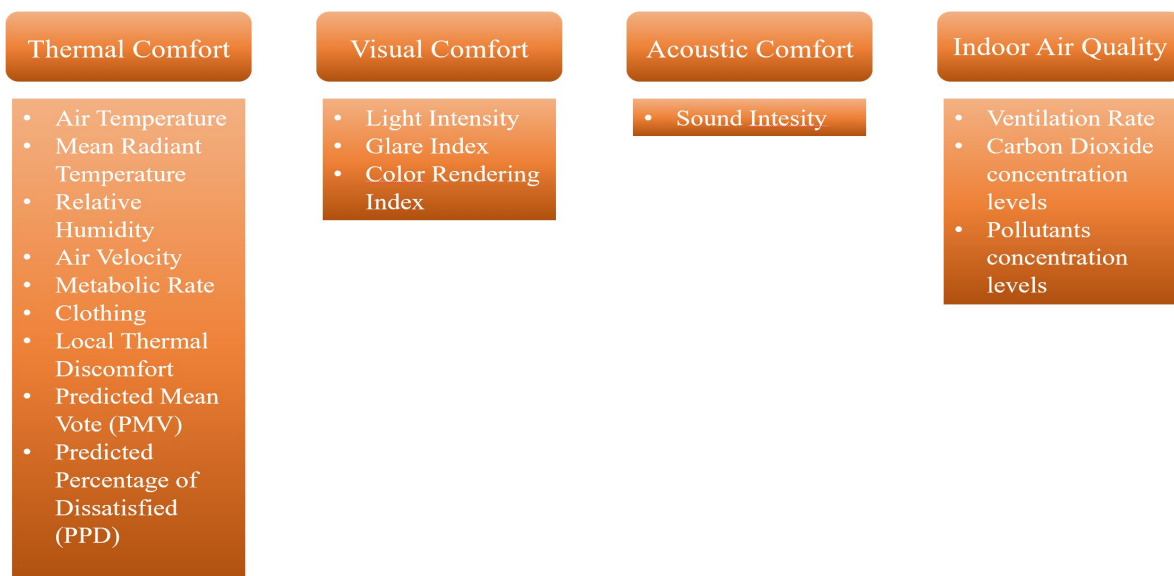 Thermal Comfort
• Air Temperature
• Mean Radiant
Temperature
• Relative
Humidity
• Air Velocity
• Metabolic Rate
• Clothing
• Local Thermal
Discomfort
• Predicted Mean
Vote (PMV)
• Predicted
Percentage of
Dissatisfied
(PPD)
Visual Comfort
• Light Intensity
• Glare Index
• Color Rendering
Index
Acoustic Comfort
• Sound Intesity
Indoor Air Quality
• Ventilation Rate
• Carbon Dioxide
concentration
levels
• Pollutants
concentration
levels